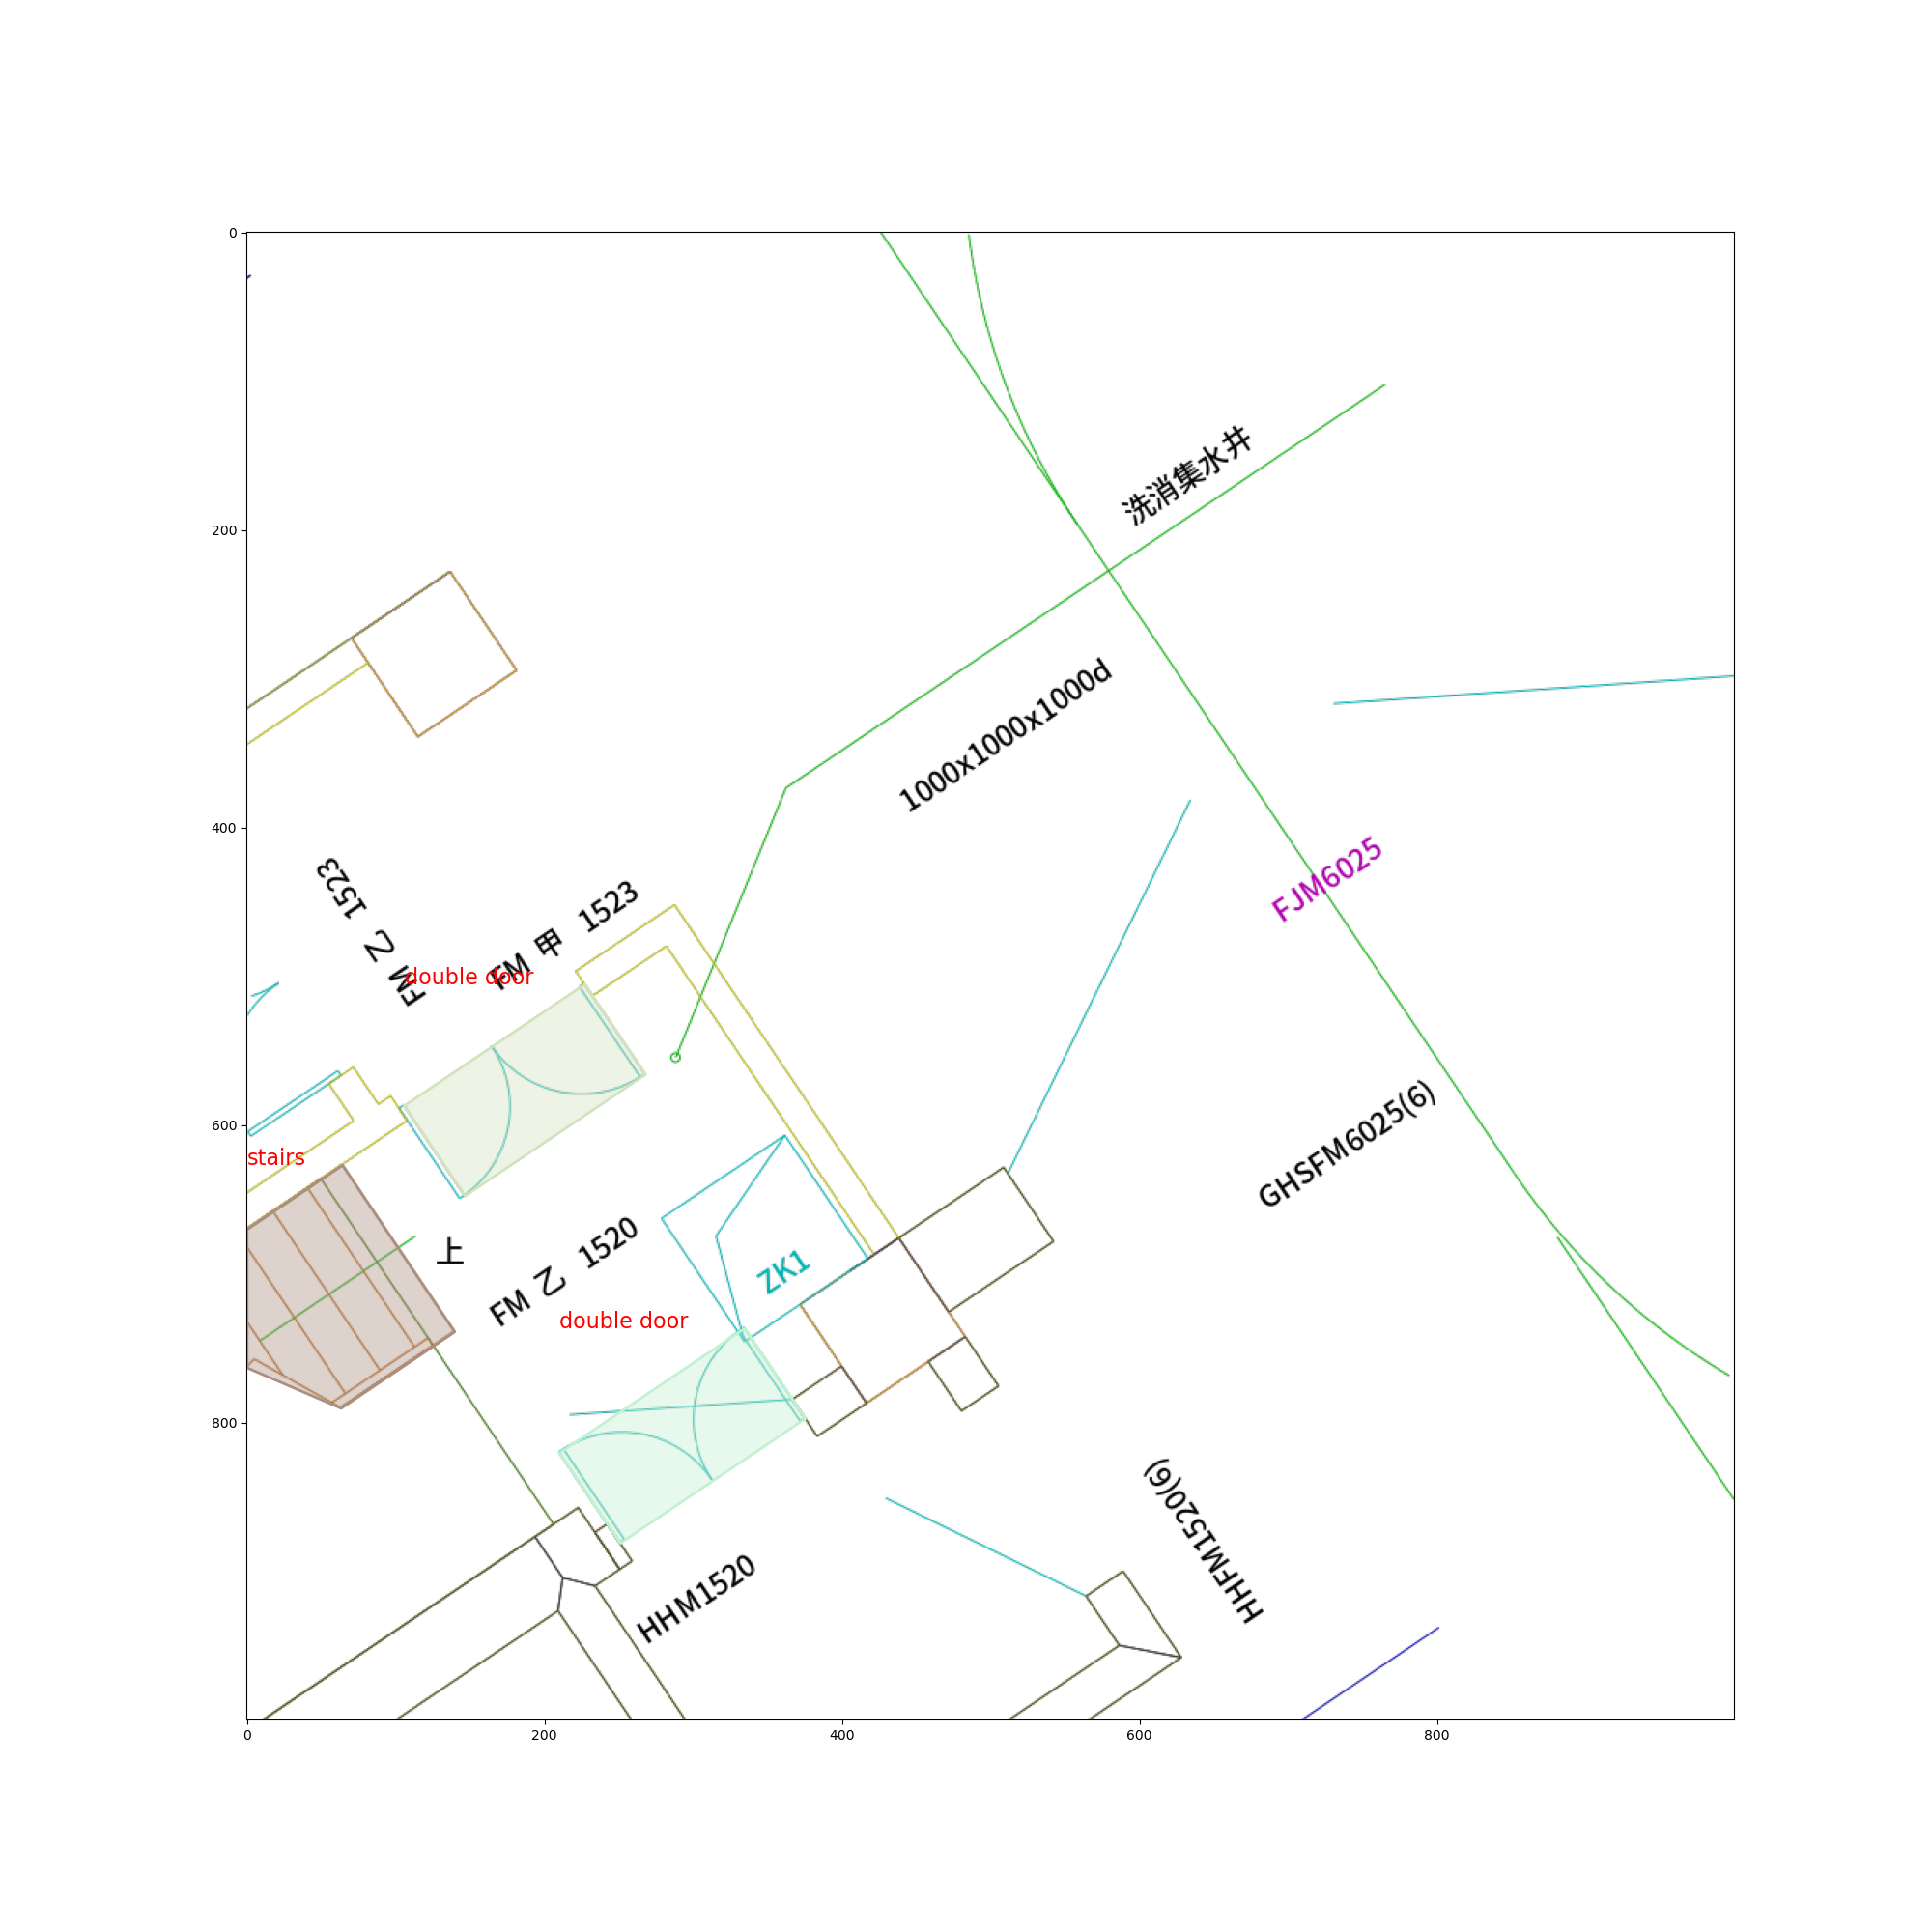 0
200
400
600
800
0
200
400
600
800
洗消集水井
1000x1000x1000d
FJM6025
FM 乙 1523
FM 甲 1523
double door
stairs
GHSFM6025(6)
上
FM 乙 1520
ZK1
double door
HHFM1520(6)
HHM1520